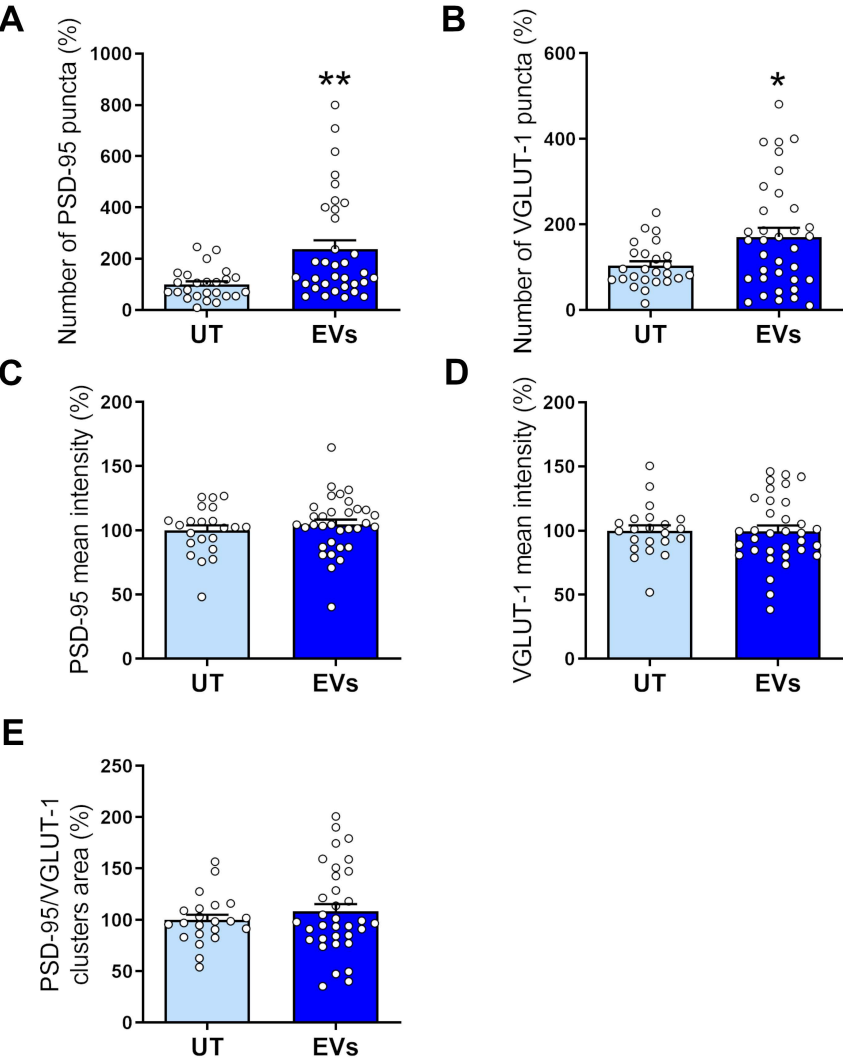 A
Number of PSD-95 puncta (%)
1000
800
600
400
200
0
**
UT
EVs
B
Number of VGLUT-1 puncta (%)
600
400
200
0
*
UT
EVs
C
PSD-95 mean intensity (%)
200
150
100
50
0
UT
EVs
D
VGLUT-1 mean intensity (%)
200
150
100
50
0
UT
EVs
E
PSD-95/VGLUT-1
clusters area (%)
250
200
150
100
50
0
UT
EVs